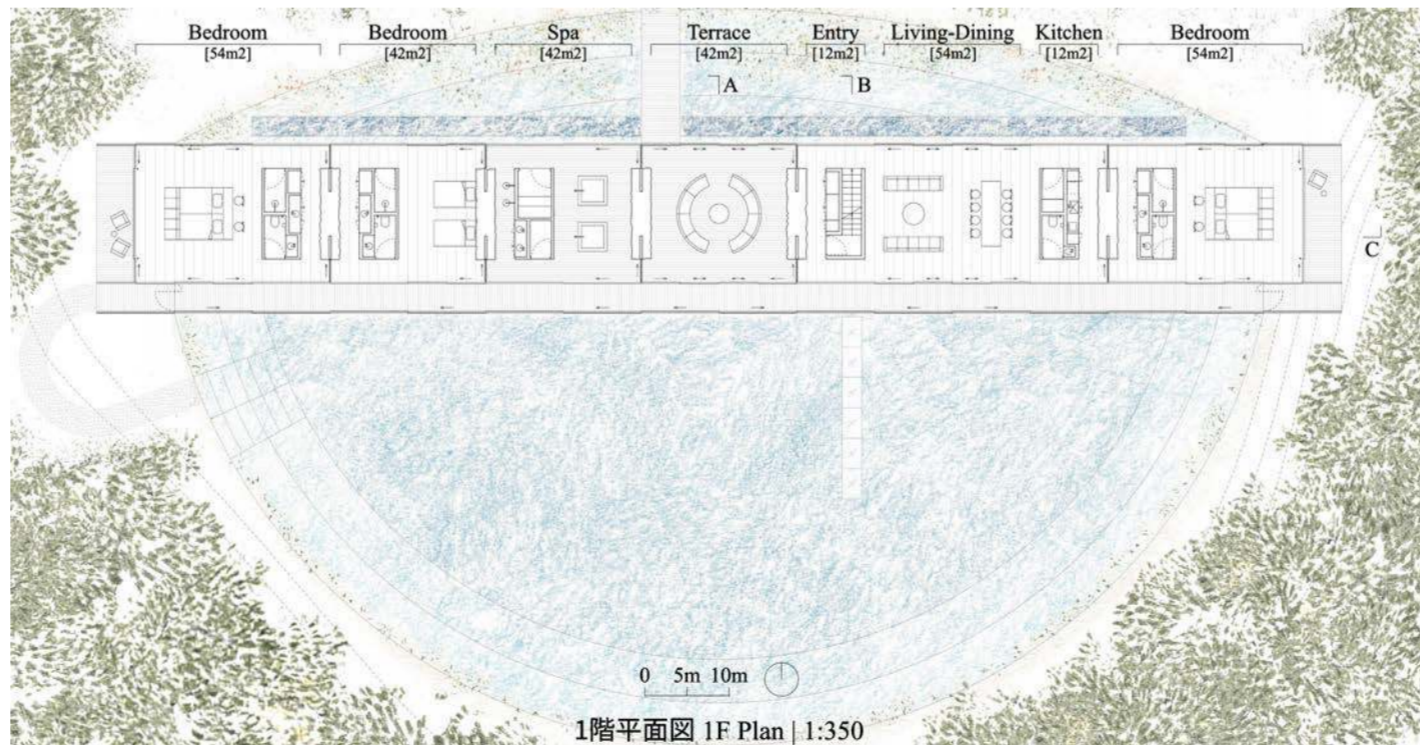 Bedroom Bedroom Spa Terrace Entry Living-Dining Kitchen Bedroom
[54m2] [42m2] [42m2] [42m2] [12m2] [54m2] [12m2] [54m2]
A B
C
0 5m 10m
1階平面図 1F Plan | 1:350